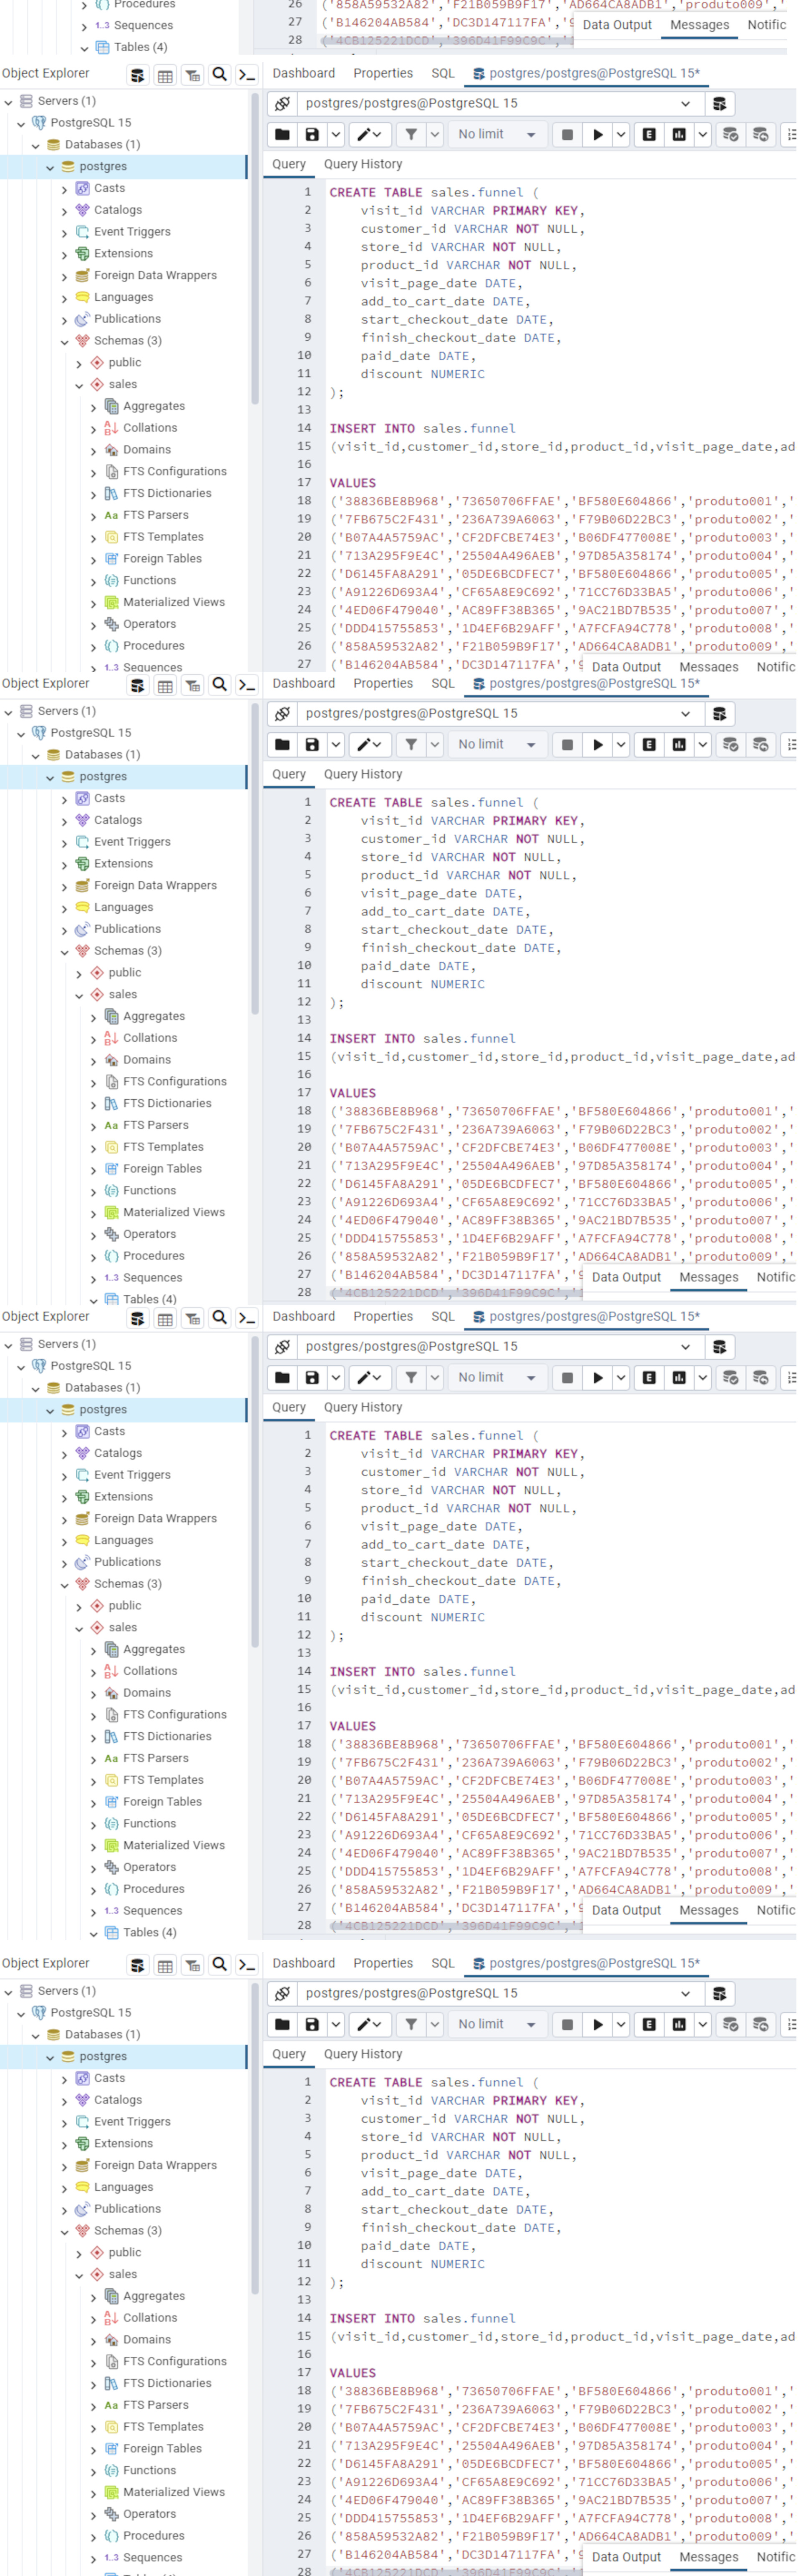 Procedures
Sequences
Tables (4)
26 ('858A59532A82','F21B059B9F17','AD664CA8ADB1','produto009','
27 ('B146204AB584','DC3D147117FA','9
28 ('4CB125221DCD','396D41F99C9C','
Data Output Messages Notific
Object Explorer
Servers (1)
PostgreSQL 15
Databases (1)
postgres
Casts
Catalogs
Event Triggers
Extensions
Foreign Data Wrappers
Languages
Publications
Schemas (3)
public
sales
Aggregates
Collations
Domains
FTS Configurations
FTS Dictionaries
FTS Parsers
FTS Templates
Foreign Tables
Functions
Materialized Views
Operators
Procedures
Sequences
Dashboard Properties SQL postgres/postgres@PostgreSQL 15*
postgres/postgres@PostgreSQL 15
No limit
Query Query History
1 CREATE TABLE sales.funnel (
2 visit_id VARCHAR PRIMARY KEY,
3 customer_id VARCHAR NOT NULL,
4 store_id VARCHAR NOT NULL,
5 product_id VARCHAR NOT NULL,
6 visit_page_date DATE,
7 add_to_cart_date DATE,
8 start_checkout_date DATE,
9 finish_checkout_date DATE,
10 paid_date DATE,
11 discount NUMERIC
12 );
13
14 INSERT INTO sales.funnel
15 (visit_id,customer_id,store_id,product_id,visit_page_date,ad
16
17 VALUES
18 ('38836BE8B968','73650706FFAE','BF580E604866','produto001','
19 ('7FB675C2F431','236A739A6063','F79B06D22BC3','produto002','
20 ('B07A4A5759AC','CF2DFCBE74E3','B06DF477008E','produto003','
21 ('713A295F9E4C','25504A496AEB','97D85A358174','produto004','
22 ('D6145FA8A291','05DE6BCDFEC7','BF580E604866','produto005','
23 ('A91226D693A4','CF65A8E9C692','71CC76D33BA5','produto006','
24 ('4ED06F479040','AC89FF38B365','9AC21BD7B535','produto007','
25 ('DDD415755853','1D4EF6B29AFF','A7FCFA94C778','produto008','
26 ('858A59532A82','F21B059B9F17','AD664CA8ADB1','produto009','
27 ('B146204AB584','DC3D147117FA','9
Data Output Messages Notific
Object Explorer
Servers (1)
PostgreSQL 15
Databases (1)
postgres
Casts
Catalogs
Event Triggers
Extensions
Foreign Data Wrappers
Languages
Publications
Schemas (3)
public
sales
Aggregates
Collations
Domains
FTS Configurations
FTS Dictionaries
FTS Parsers
FTS Templates
Foreign Tables
Functions
Materialized Views
Operators
Procedures
Sequences
Tables (4)
Dashboard Properties SQL postgres/postgres@PostgreSQL 15*
postgres/postgres@PostgreSQL 15
No limit
Query Query History
1 CREATE TABLE sales.funnel (
2 visit_id VARCHAR PRIMARY KEY,
3 customer_id VARCHAR NOT NULL,
4 store_id VARCHAR NOT NULL,
5 product_id VARCHAR NOT NULL,
6 visit_page_date DATE,
7 add_to_cart_date DATE,
8 start_checkout_date DATE,
9 finish_checkout_date DATE,
10 paid_date DATE,
11 discount NUMERIC
12 );
13
14 INSERT INTO sales.funnel
15 (visit_id,customer_id,store_id,product_id,visit_page_date,ad
16
17 VALUES
18 ('38836BE8B968','73650706FFAE','BF580E604866','produto001','
19 ('7FB675C2F431','236A739A6063','F79B06D22BC3','produto002','
20 ('B07A4A5759AC','CF2DFCBE74E3','B06DF477008E','produto003','
21 ('713A295F9E4C','25504A496AEB','97D85A358174','produto004','
22 ('D6145FA8A291','05DE6BCDFEC7','BF580E604866','produto005','
23 ('A91226D693A4','CF65A8E9C692','71CC76D33BA5','produto006','
24 ('4ED06F479040','AC89FF38B365','9AC21BD7B535','produto007','
25 ('DDD415755853','1D4EF6B29AFF','A7FCFA94C778','produto008','
26 ('858A59532A82','F21B059B9F17','AD664CA8ADB1','produto009','
27 ('B146204AB584','DC3D147117FA','9
28 ('4CB125221DCD','396D41F99C9C','
Data Output Messages Notific
Object Explorer
Servers (1)
PostgreSQL 15
Databases (1)
postgres
Casts
Catalogs
Event Triggers
Extensions
Foreign Data Wrappers
Languages
Publications
Schemas (3)
public
sales
Aggregates
Collations
Domains
FTS Configurations
FTS Dictionaries
FTS Parsers
FTS Templates
Foreign Tables
Functions
Materialized Views
Operators
Procedures
Sequences
Tables (4)
Dashboard Properties SQL postgres/postgres@PostgreSQL 15*
postgres/postgres@PostgreSQL 15
No limit
Query Query History
1 CREATE TABLE sales.funnel (
2 visit_id VARCHAR PRIMARY KEY,
3 customer_id VARCHAR NOT NULL,
4 store_id VARCHAR NOT NULL,
5 product_id VARCHAR NOT NULL,
6 visit_page_date DATE,
7 add_to_cart_date DATE,
8 start_checkout_date DATE,
9 finish_checkout_date DATE,
10 paid_date DATE,
11 discount NUMERIC
12 );
13
14 INSERT INTO sales.funnel
15 (visit_id,customer_id,store_id,product_id,visit_page_date,ad
16
17 VALUES
18 ('38836BE8B968','73650706FFAE','BF580E604866','produto001','
19 ('7FB675C2F431','236A739A6063','F79B06D22BC3','produto002','
20 ('B07A4A5759AC','CF2DFCBE74E3','B06DF477008E','produto003','
21 ('713A295F9E4C','25504A496AEB','97D85A358174','produto004','
22 ('D6145FA8A291','05DE6BCDFEC7','BF580E604866','produto005','
23 ('A91226D693A4','CF65A8E9C692','71CC76D33BA5','produto006','
24 ('4ED06F479040','AC89FF38B365','9AC21BD7B535','produto007','
25 ('DDD415755853','1D4EF6B29AFF','A7FCFA94C778','produto008','
26 ('858A59532A82','F21B059B9F17','AD664CA8ADB1','produto009','
27 ('B146204AB584','DC3D147117FA','9
28 ('4CB125221DCD','396D41F99C9C','
Data Output Messages Notific
Object Explorer
Servers (1)
PostgreSQL 15
Databases (1)
postgres
Casts
Catalogs
Event Triggers
Extensions
Foreign Data Wrappers
Languages
Publications
Schemas (3)
public
sales
Aggregates
Collations
Domains
FTS Configurations
FTS Dictionaries
FTS Parsers
FTS Templates
Foreign Tables
Functions
Materialized Views
Operators
Procedures
Sequences
Dashboard Properties SQL postgres/postgres@PostgreSQL 15*
postgres/postgres@PostgreSQL 15
No limit
Query Query History
1 CREATE TABLE sales.funnel (
2 visit_id VARCHAR PRIMARY KEY,
3 customer_id VARCHAR NOT NULL,
4 store_id VARCHAR NOT NULL,
5 product_id VARCHAR NOT NULL,
6 visit_page_date DATE,
7 add_to_cart_date DATE,
8 start_checkout_date DATE,
9 finish_checkout_date DATE,
10 paid_date DATE,
11 discount NUMERIC
12 );
13
14 INSERT INTO sales.funnel
15 (visit_id,customer_id,store_id,product_id,visit_page_date,ad
16
17 VALUES
18 ('38836BE8B968','73650706FFAE','BF580E604866','produto001','
19 ('7FB675C2F431','236A739A6063','F79B06D22BC3','produto002','
20 ('B07A4A5759AC','CF2DFCBE74E3','B06DF477008E','produto003','
21 ('713A295F9E4C','25504A496AEB','97D85A358174','produto004','
22 ('D6145FA8A291','05DE6BCDFEC7','BF580E604866','produto005','
23 ('A91226D693A4','CF65A8E9C692','71CC76D33BA5','produto006','
24 ('4ED06F479040','AC89FF38B365','9AC21BD7B535','produto007','
25 ('DDD415755853','1D4EF6B29AFF','A7FCFA94C778','produto008','
26 ('858A59532A82','F21B059B9F17','AD664CA8ADB1','produto009','
27 ('B146204AB584','DC3D147117FA','9
28
Data Output Messages Notific